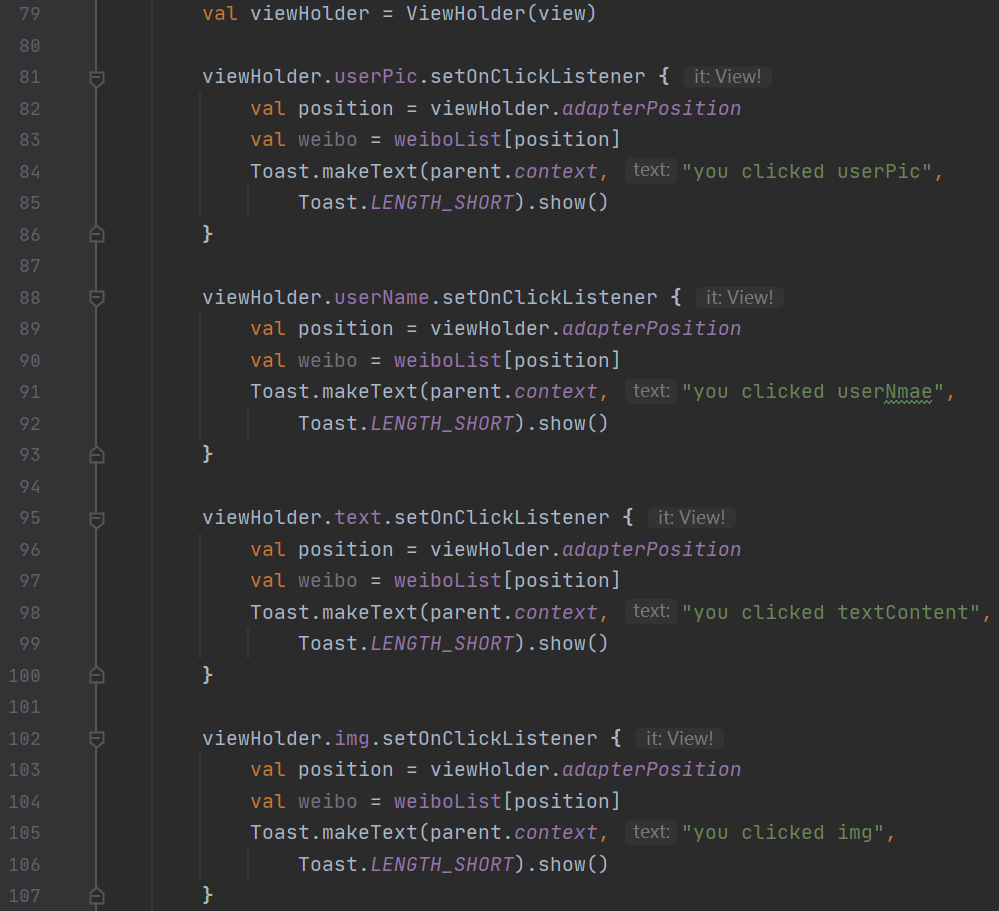 79 val viewHolder = ViewHolder(view)
80
81 viewHolder.userPic.setOnClickListener { it: View!
82 val position = viewHolder.adapterPosition
83 val weibo = weiboList[position]
84 Toast.makeText(parent.context, text: "you clicked userPic",
85 Toast.LENGTH_SHORT).show()
86 }
87
88 viewHolder.userName.setOnClickListener { it: View!
89 val position = viewHolder.adapterPosition
90 val weibo = weiboList[position]
91 Toast.makeText(parent.context, text: "you clicked userNmae",
92 Toast.LENGTH_SHORT).show()
93 }
94
95 viewHolder.text.setOnClickListener { it: View!
96 val position = viewHolder.adapterPosition
97 val weibo = weiboList[position]
98 Toast.makeText(parent.context, text: "you clicked textContent",
99 Toast.LENGTH_SHORT).show()
100 }
101
102 viewHolder.img.setOnClickListener { it: View!
103 val position = viewHolder.adapterPosition
104 val weibo = weiboList[position]
105 Toast.makeText(parent.context, text: "you clicked img",
106 Toast.LENGTH_SHORT).show()
107 }